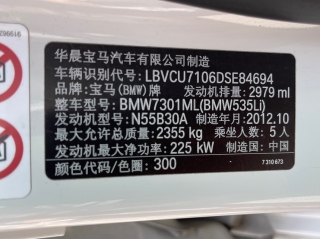 华晨宝马汽车有限公司制造
车辆识别代号: LBVCU7106DSE84694
品牌: 宝马(BMW)牌 发动机排量: 2979 ml
整车型号: BMW7301ML(BMW535Li)
发动机型号: N55B30A 制造年月: 2012.10
最大允许总质量: 2355 kg 乘坐人数: 5 人
发动机最大净功率: 225 kW 制造国: 中国
颜色代码/色圈: 300
7 310 673